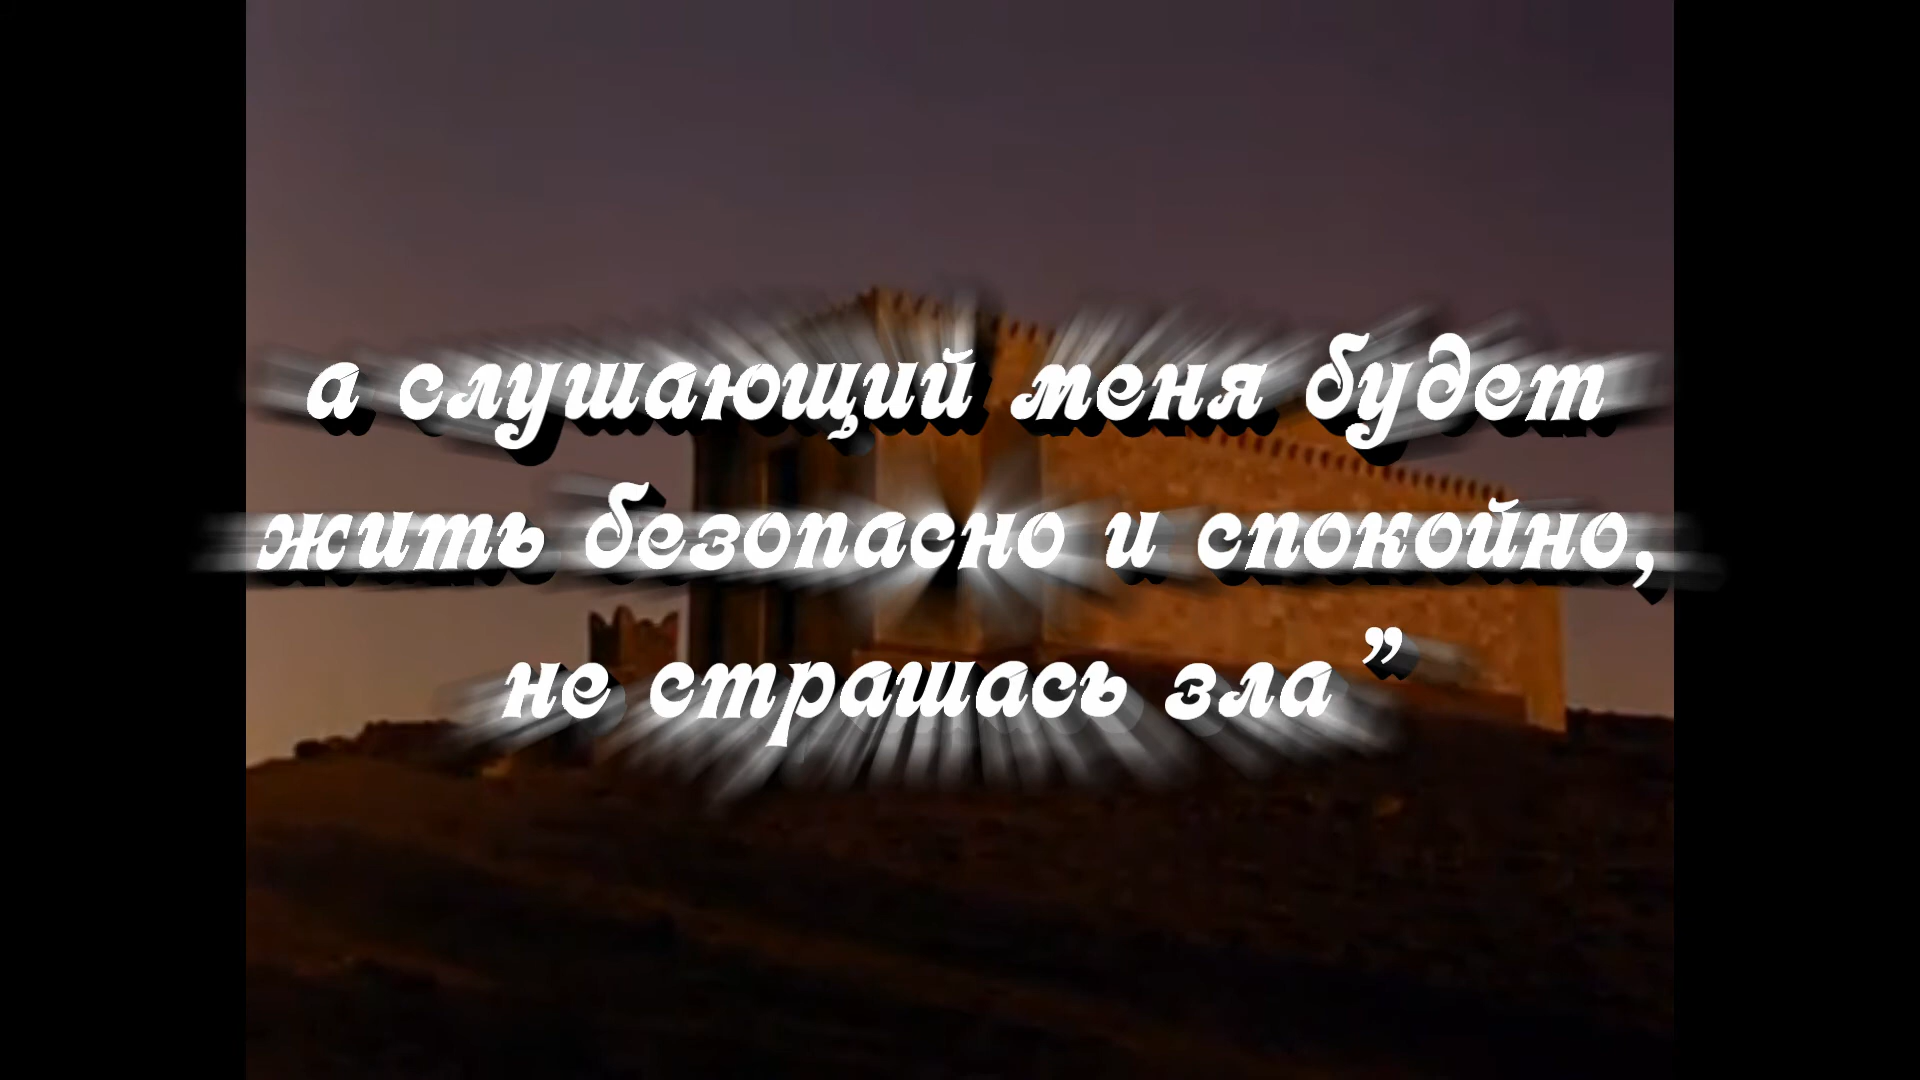 а слушающий меня будет
жить безопасно и спокойно,
не страшась зла ”